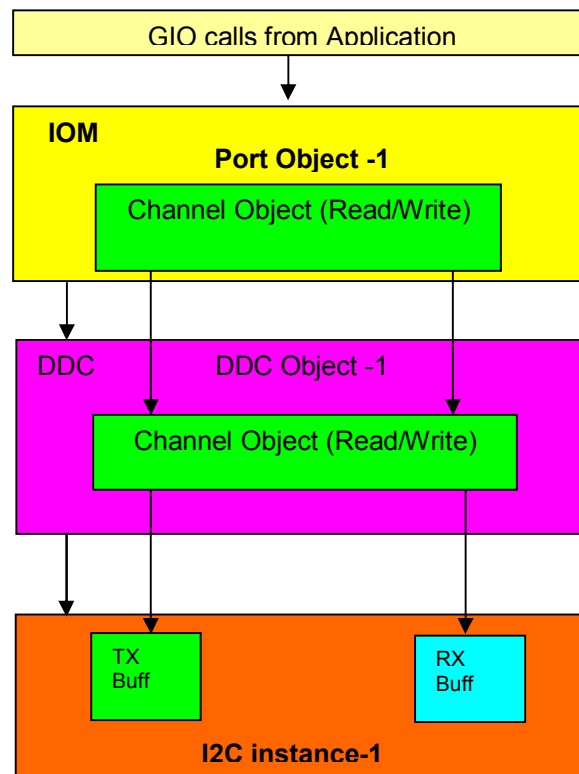 GIO calls from Application
IOM
Port Object -1
Channel Object (Read/Write)
DDC DDC Object -1
Channel Object (Read/Write)
TX
Buff
RX
Buff
I2C instance-1